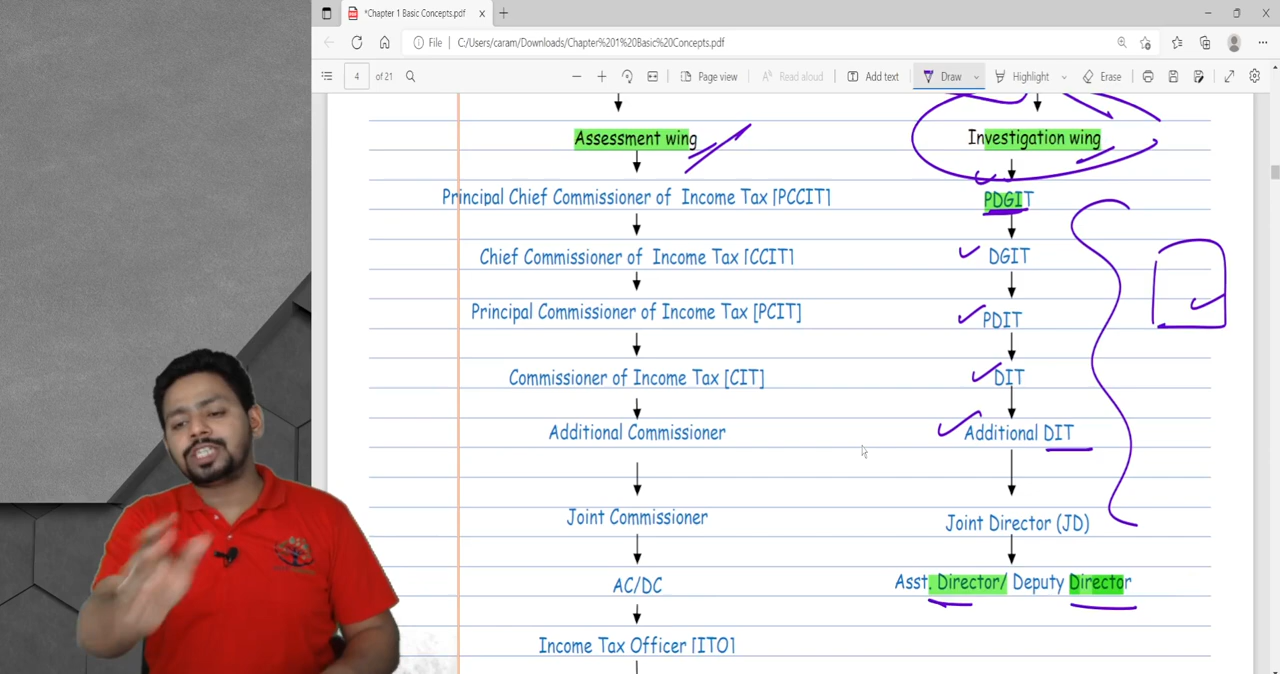 *Chapter 1 Basic Concepts.pdf
File C:/Users/caram/Downloads/Chapter%201%20Basic%20Concepts.pdf
4 of 21 Page view Read aloud Add text Draw Highlight Erase
Assessment wing Investigation wing
Principal Chief Commissioner of Income Tax [PCCIT] PDGIT
Chief Commissioner of Income Tax [CCIT] DGIT
Principal Commissioner of Income Tax [PCIT] PDIT
Commissioner of Income Tax [CIT] DIT
Additional Commissioner Additional DIT
Joint Commissioner Joint Director (JD)
AC/DC Asst. Director/ Deputy Director
Income Tax Officer [ITO]